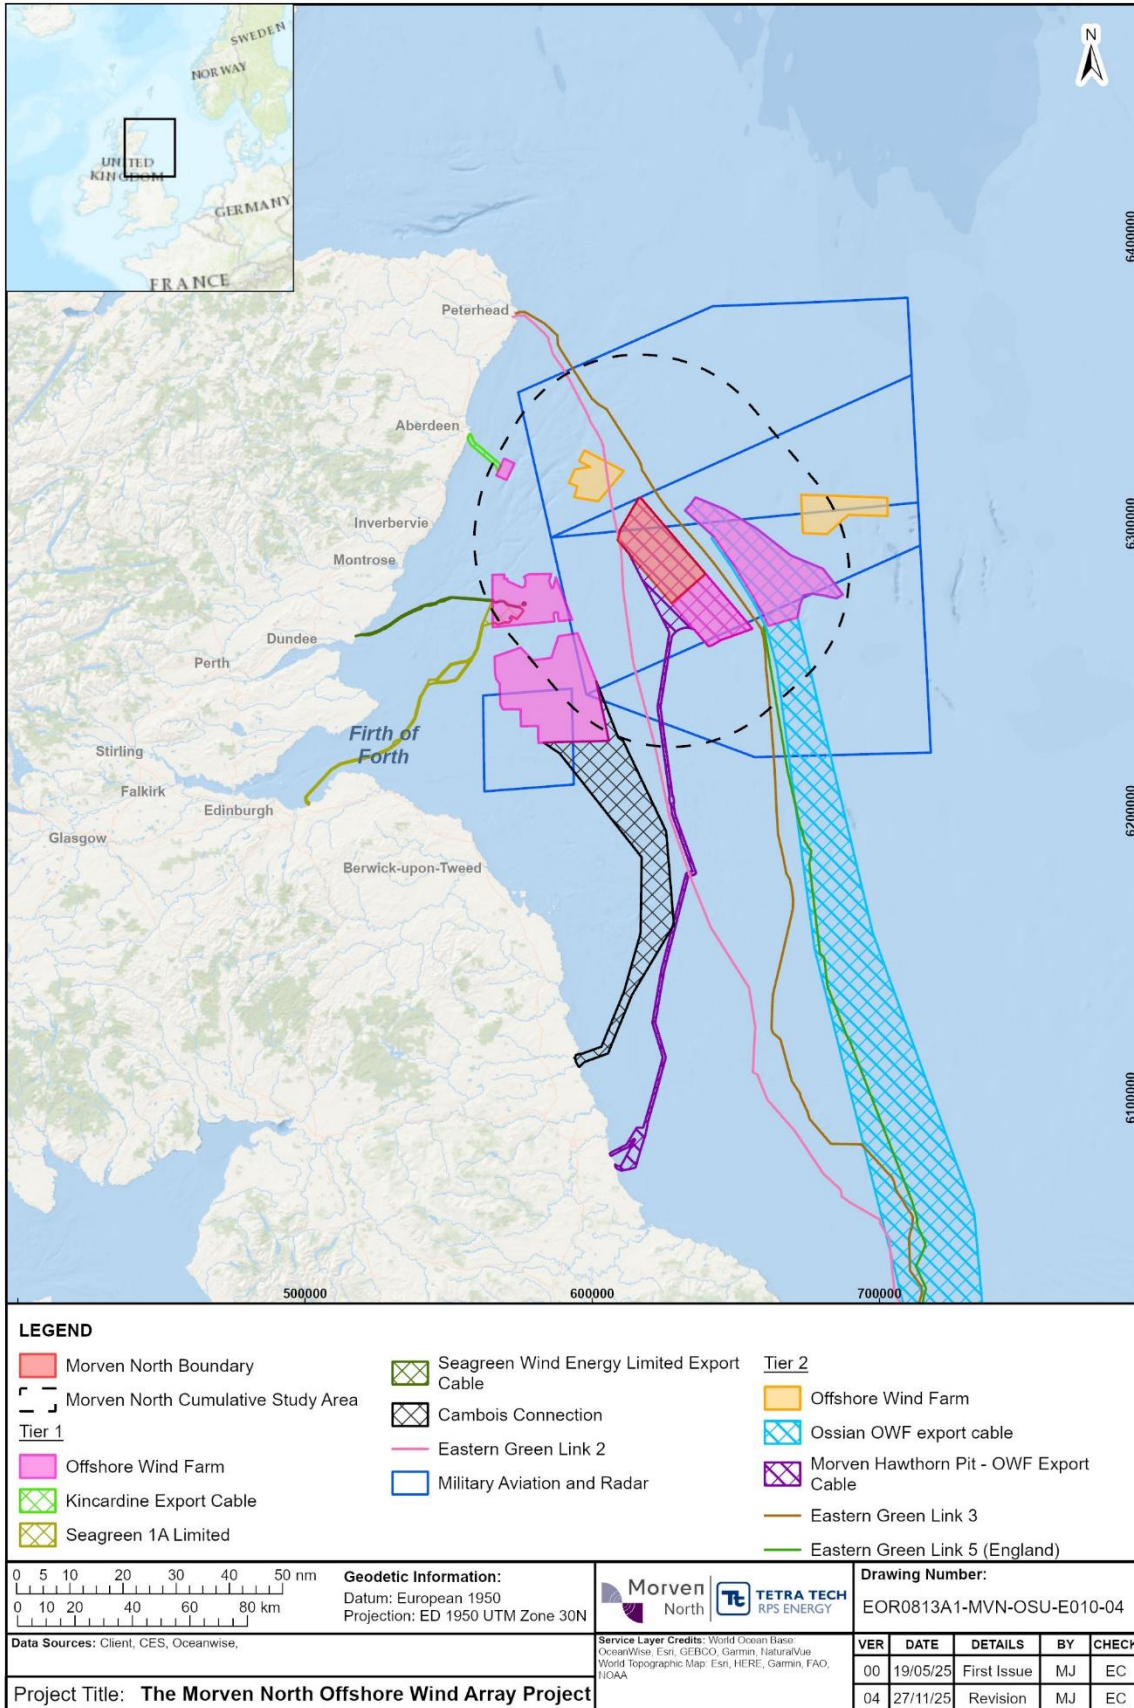 SWEDEN
NORWAY
UNITED
KINGDOM
GERMANY
FRANCE
N
6400000
Peterhead
Aberdeen
6300000
Inverbervie
Montrose
Dundee
Perth
Firth of
Forth
Stirling
Falkirk
Edinburgh
6200000
Glasgow
Berwick-upon-Tweed
6100000
500000
600000
700000
LEGEND
Morven North Boundary
Morven North Cumulative Study Area
Tier 1
Offshore Wind Farm
Kincardine Export Cable
Seagreen 1A Limited
Seagreen Wind Energy Limited Export
Cable
Cambois Connection
Eastern Green Link 2
Military Aviation and Radar
Tier 2
Offshore Wind Farm
Ossian OWF export cable
Morven Hawthorn Pit - OWF Export
Cable
Eastern Green Link 3
Eastern Green Link 5 (England)
0 5 10 20 30 40 50 nm
0 10 20 40 60 80 km
Geodetic Information:
Datum: European 1950
Projection: ED 1950 UTM Zone 30N
Morven
North
Tt
TETRA TECH
RPS ENERGY
Drawing Number:
EOR0813A1-MVN-OSU-E010-04
Data Sources: Client, CES, Oceanwise,
Service Layer Credits: World Ocean Base:
OceanWise, Esri, GEBCO, Garmin, NaturalVue
World Topographic Map: Esri, HERE, Garmin, FAO,
NOAA
VER DATE DETAILS BY CHECK
00 19/05/25 First Issue MJ EC
04 27/11/25 Revision MJ EC
Project Title: The Morven North Offshore Wind Array Project